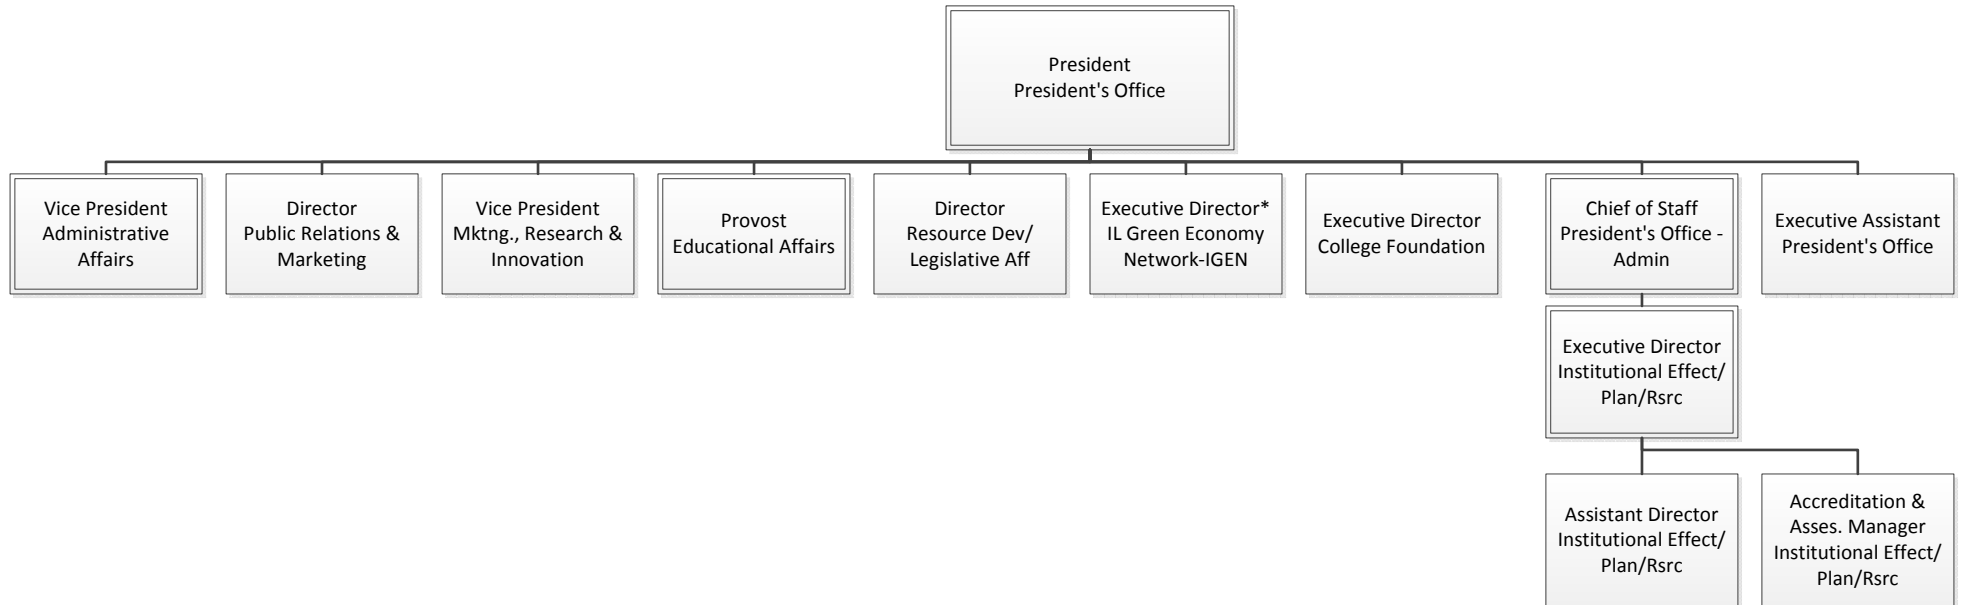 President
President's Office
Vice President
Administrative
Affairs
Director
Public Relations &
Marketing
Vice President
Mktng., Research &
Innovation
Provost
Educational Affairs
Director
Resource Dev/
Legislative Aff
Executive Director*
IL Green Economy
Network-IGEN
Executive Director
College Foundation
Chief of Staff
President's Office -
Admin
Executive Assistant
President's Office
Executive Director
Institutional Effect/
Plan/Rsrc
Assistant Director
Institutional Effect/
Plan/Rsrc
Accreditation &
Asses. Manager
Institutional Effect/
Plan/Rsrc